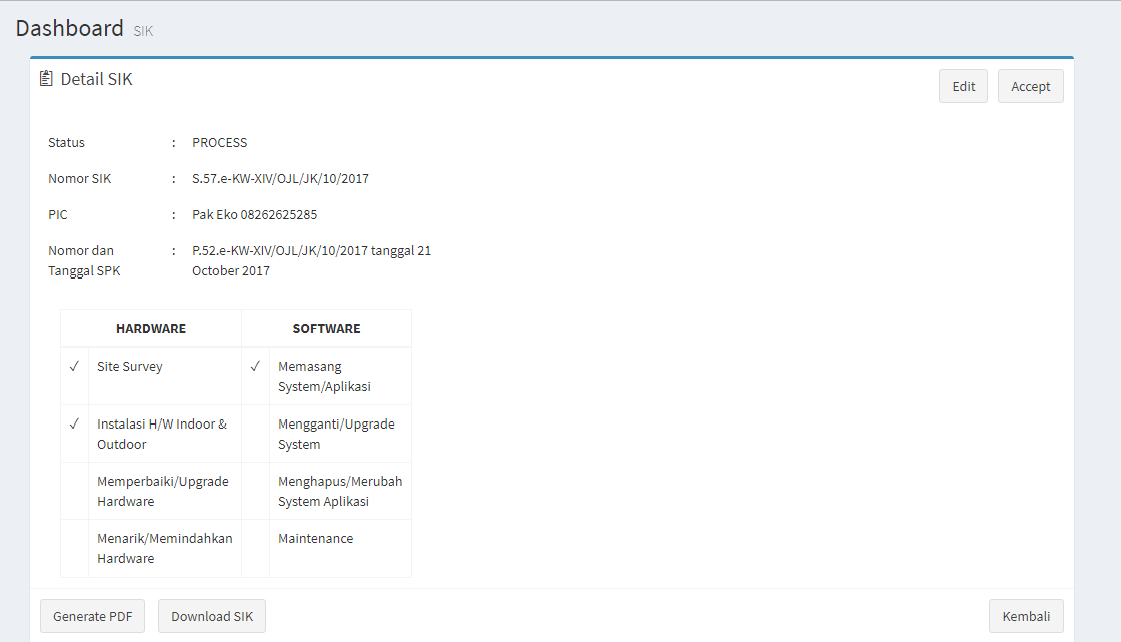 Dashboard SIK
Detail SIK
Edit Accept
Status : PROCESS
Nomor SIK : S.57.e-KW-XIV/OJL/JK/10/2017
PIC : Pak Eko 08262625285
Nomor dan : P.52.e-KW-XIV/OJL/JK/10/2017 tanggal 21
Tanggal SPK October 2017
HARDWARE SOFTWARE
✓ Site Survey ✓ Memasang
System/Aplikasi
✓ Instalasi H/W Indoor & Mengganti/Upgrade
Outdoor System
Memperbaiki/Upgrade Menghapus/Merubah
Hardware System Aplikasi
Menarik/Memindahkan Maintenance
Hardware
Generate PDF Download SIK Kembali